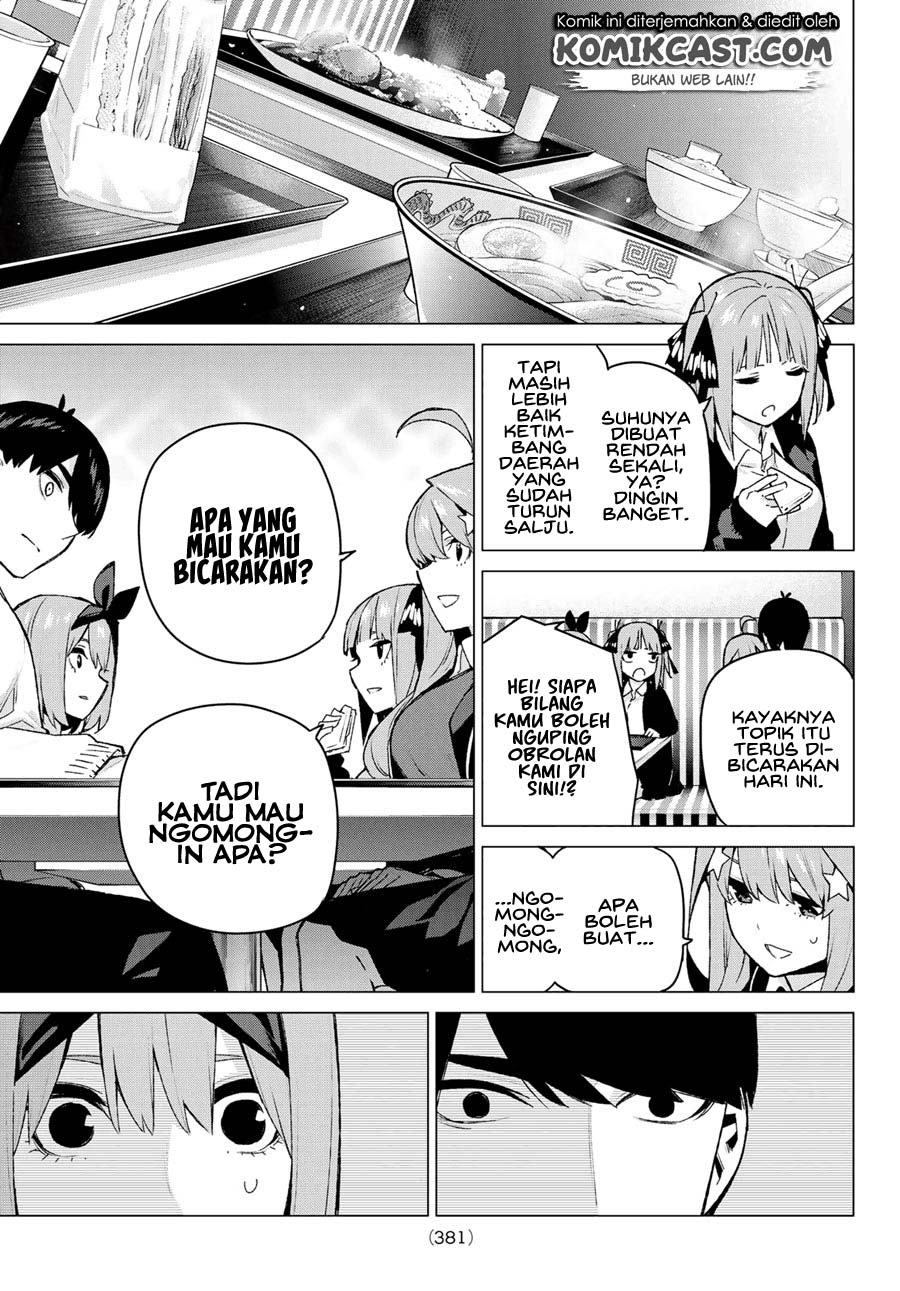 Komik ini diterjemahkan & diedit oleh
KOMIKCAST.COM
BUKAN WEB LAIN!!
SUHUNYA
DIBUAT
RENDAH
SEKALI,
YA?
DINGIN
BANGET.
TAPI
MASIH
LEBIH
BAIK
KETIM-
BANG
DAERAH
YANG
SUDAH
TURUN
SALJU.
KAYAKNYA
TOPIK ITU
TERUS DI-
BICARAKAN
HARI INI.
HEI! SIAPA
BILANG
KAMU BOLEH
NGUPING
OBROLAN
KAMI DI
SINI!?
APA
BOLEH
BUAT...
...NGO-
MONG-
NGO-
MONG,
APA YANG
MAU KAMU
BICARAKAN?
TADI
KAMU MAU
NGOMONG-
IN APA?
(381)